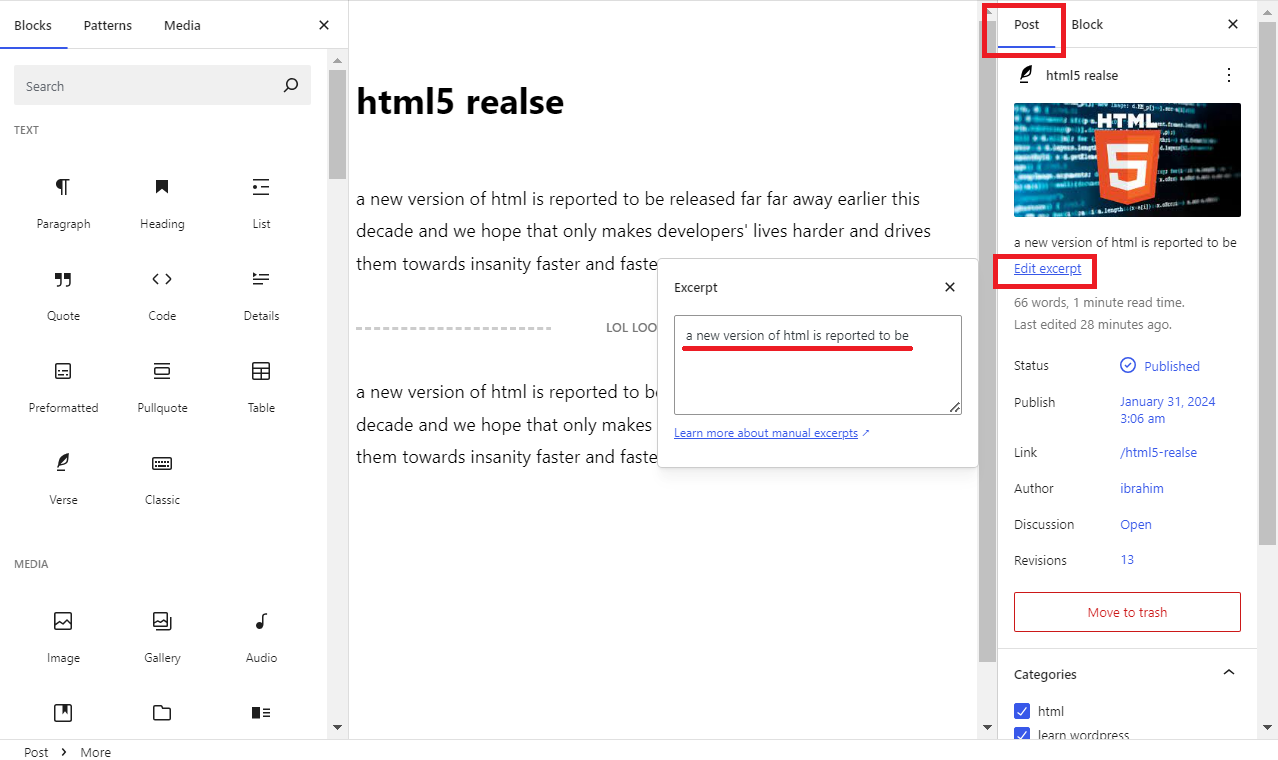 Blocks Patterns Media
Search
TEXT
Paragraph Heading List
Quote Code Details
Preformatted Pullquote Table
Verse Classic
MEDIA
Image Gallery Audio
Post More
html5 realse
a new version of html is reported to be released far far away earlier this
decade and we hope that only makes developers' lives harder and drives
them towards insanity faster and faste
LOL LOO
a new version of html is reported to be
decade and we hope that only makes
them towards insanity faster and faste
Excerpt
a new version of html is reported to be
Learn more about manual excerpts ↗
Post Block
html5 realse
HTML
5
a new version of html is reported to be
Edit excerpt
66 words, 1 minute read time.
Last edited 28 minutes ago.
Status Published
Publish January 31, 2024
3:06 am
Link /html5-realse
Author ibrahim
Discussion Open
Revisions 13
Move to trash
Categories
html
learn wordpress